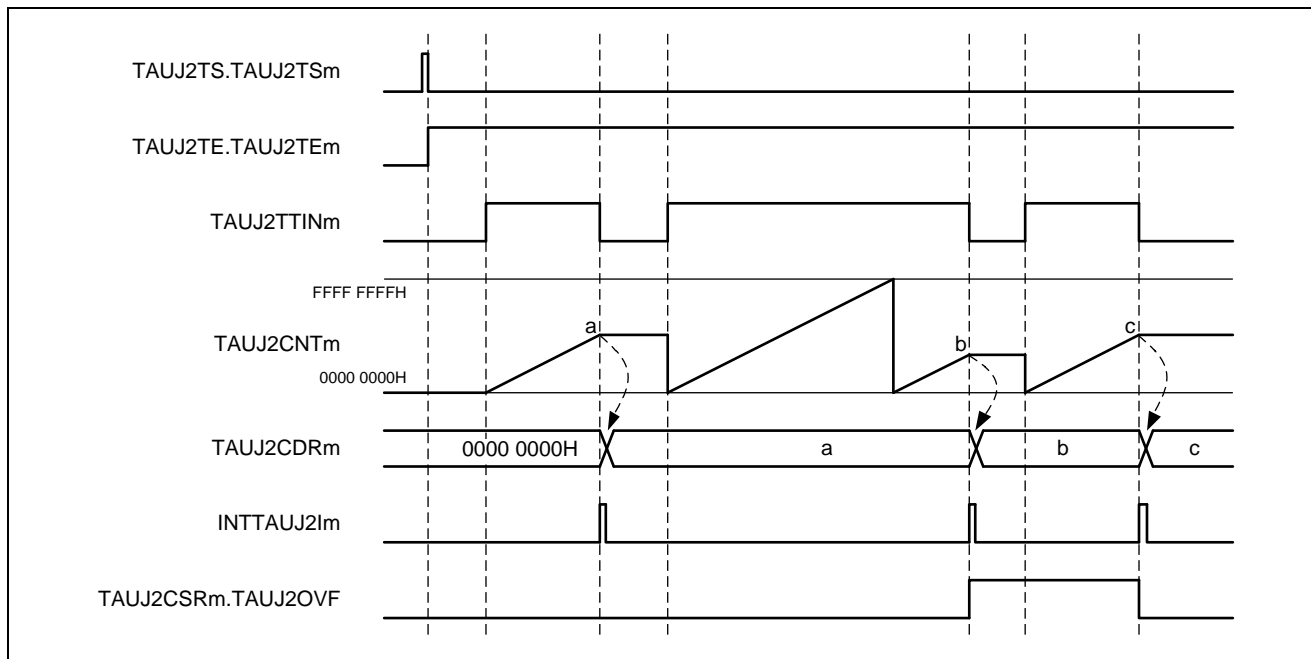 TAUJ2TS.TAUJ2TSm
TAUJ2TE.TAUJ2TEm
TAUJ2TTINm
FFFF FFFFH
TAUJ2CNTm
a
b
c
0000 0000H
TAUJ2CDRm
0000 0000H
a
b
c
INTTAUJ2Im
TAUJ2CSRm.TAUJ2OVF